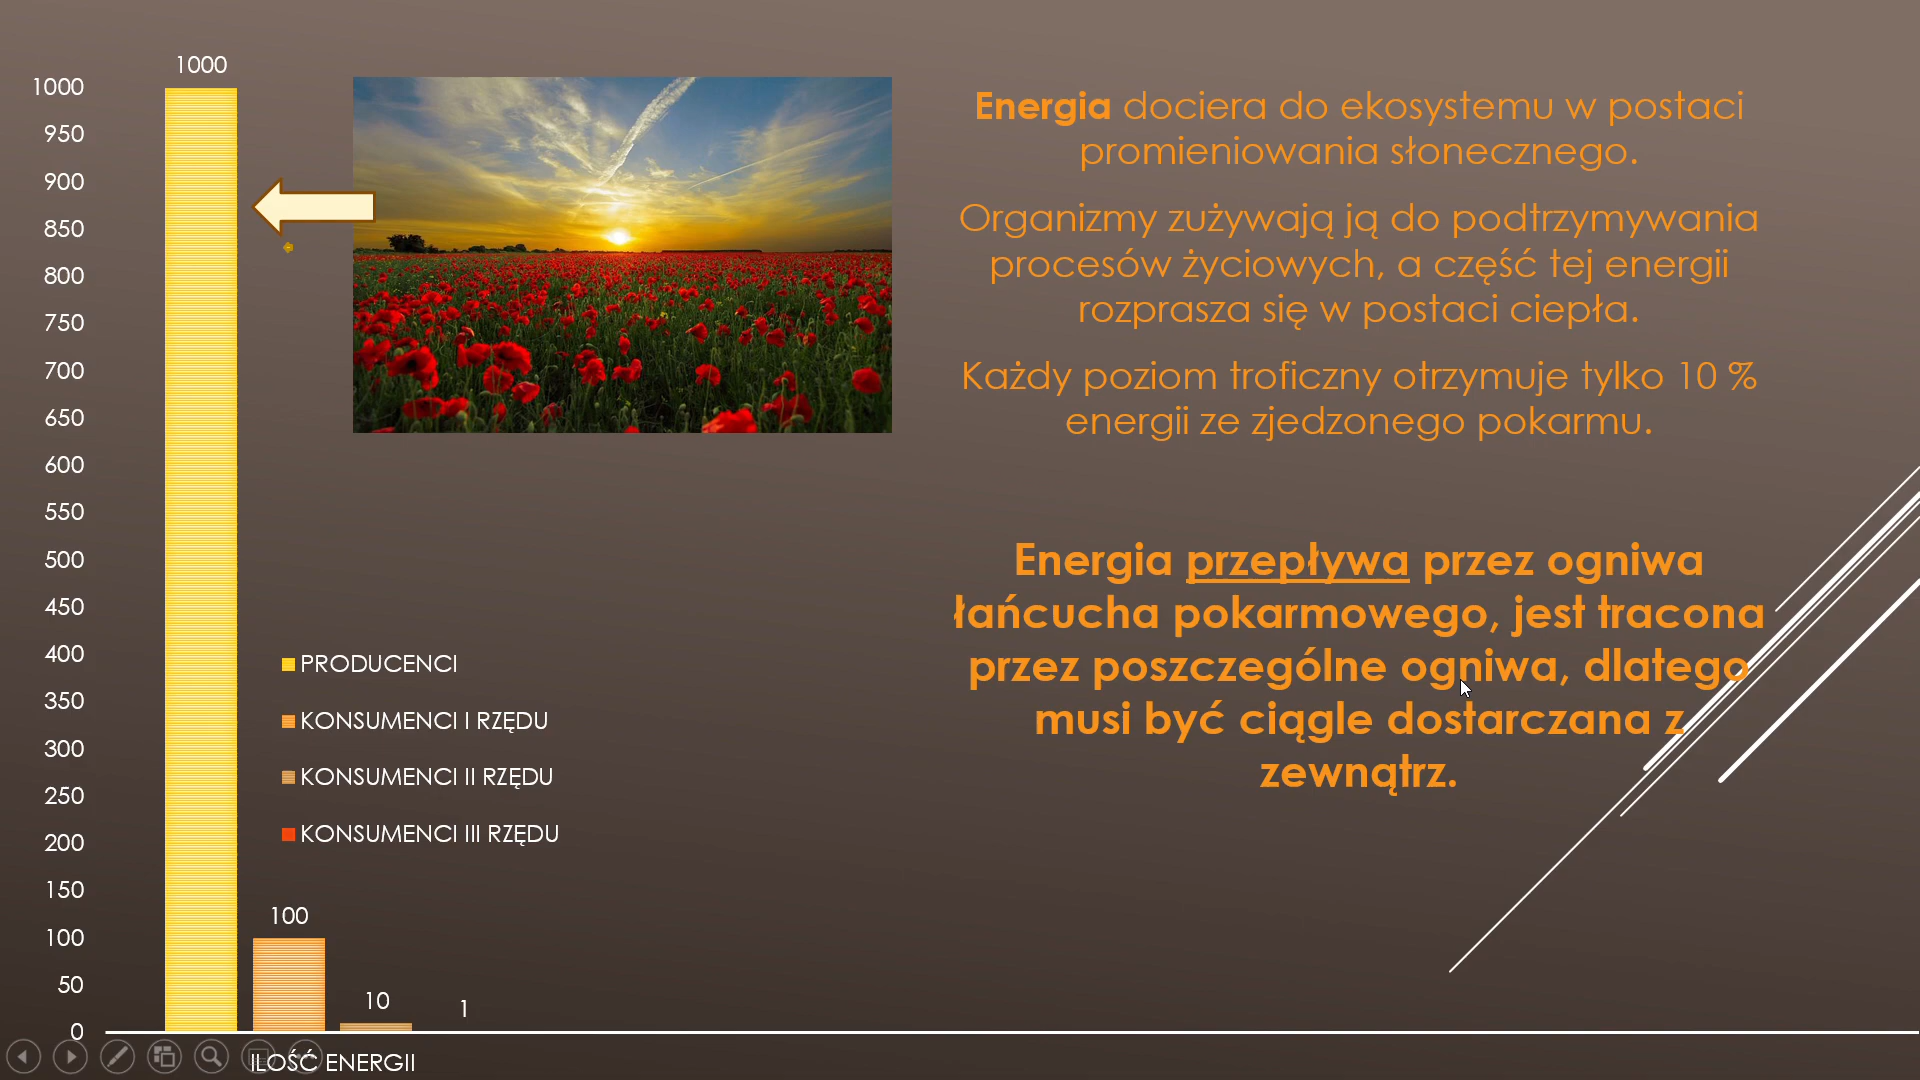 1000
1000
950
900
850
800
750
700
650
600
550
500
450
400
350
300
250
200
150
100
50
0
100
10
1
PRODUCENCI
KONSUMENCI I RZĘDU
KONSUMENCI II RZĘDU
KONSUMENCI III RZĘDU
ILOŚĆ ENERGII
Energia dociera do ekosystemu w postaci
promieniowania słonecznego.
Organizmy zużywają ją do podtrzymywania
procesów życiowych, a część tej energii
rozprasza się w postaci ciepła.
Każdy poziom troficzny otrzymuje tylko 10 %
energii ze zjedzonego pokarmu.
Energia przepływa przez ogniwa
łańcucha pokarmowego, jest tracona
przez poszczególne ogniwa, dlatego
musi być ciągle dostarczana z
zewnątrz.